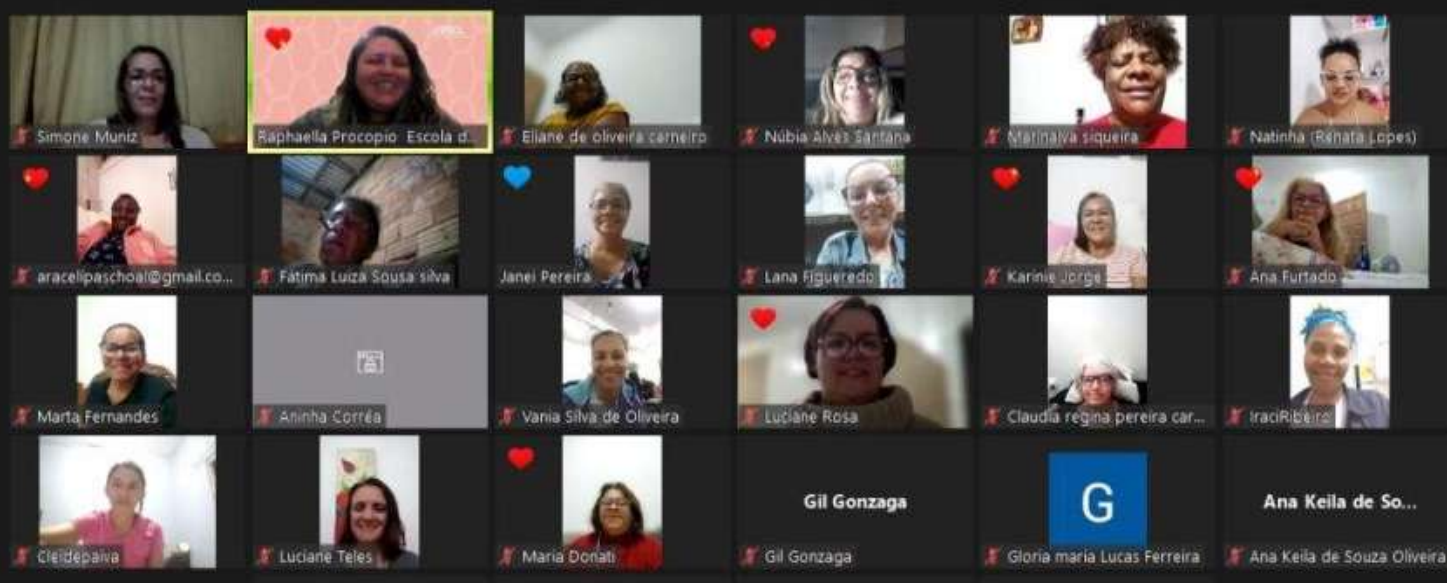 Simone Muniz
Raphaella Procopio Escola d...
Eliane de oliveira carneiro
Núbia Alves Santana
Marinalva siqueira
Natinha (Renata Lopes)
aracelipaschoal@gmail.co...
Fatima Luiza Sousa silva
Janei Pereira
Lana Figueredo
Karinie Jorge
Ana Furtado
Marta Fernandes
Aninha Corrêa
Vania Silva de Oliveira
Luciane Rosa
Claudia regina pereira car...
IraciRibeiro
Cleidepaiva
Luciane Teles
Maria Donati
Gil Gonzaga
Gil Gonzaga
G
Gloria maria Lucas Ferreira
Ana Keila de So...
Ana Keila de Souza Oliveira